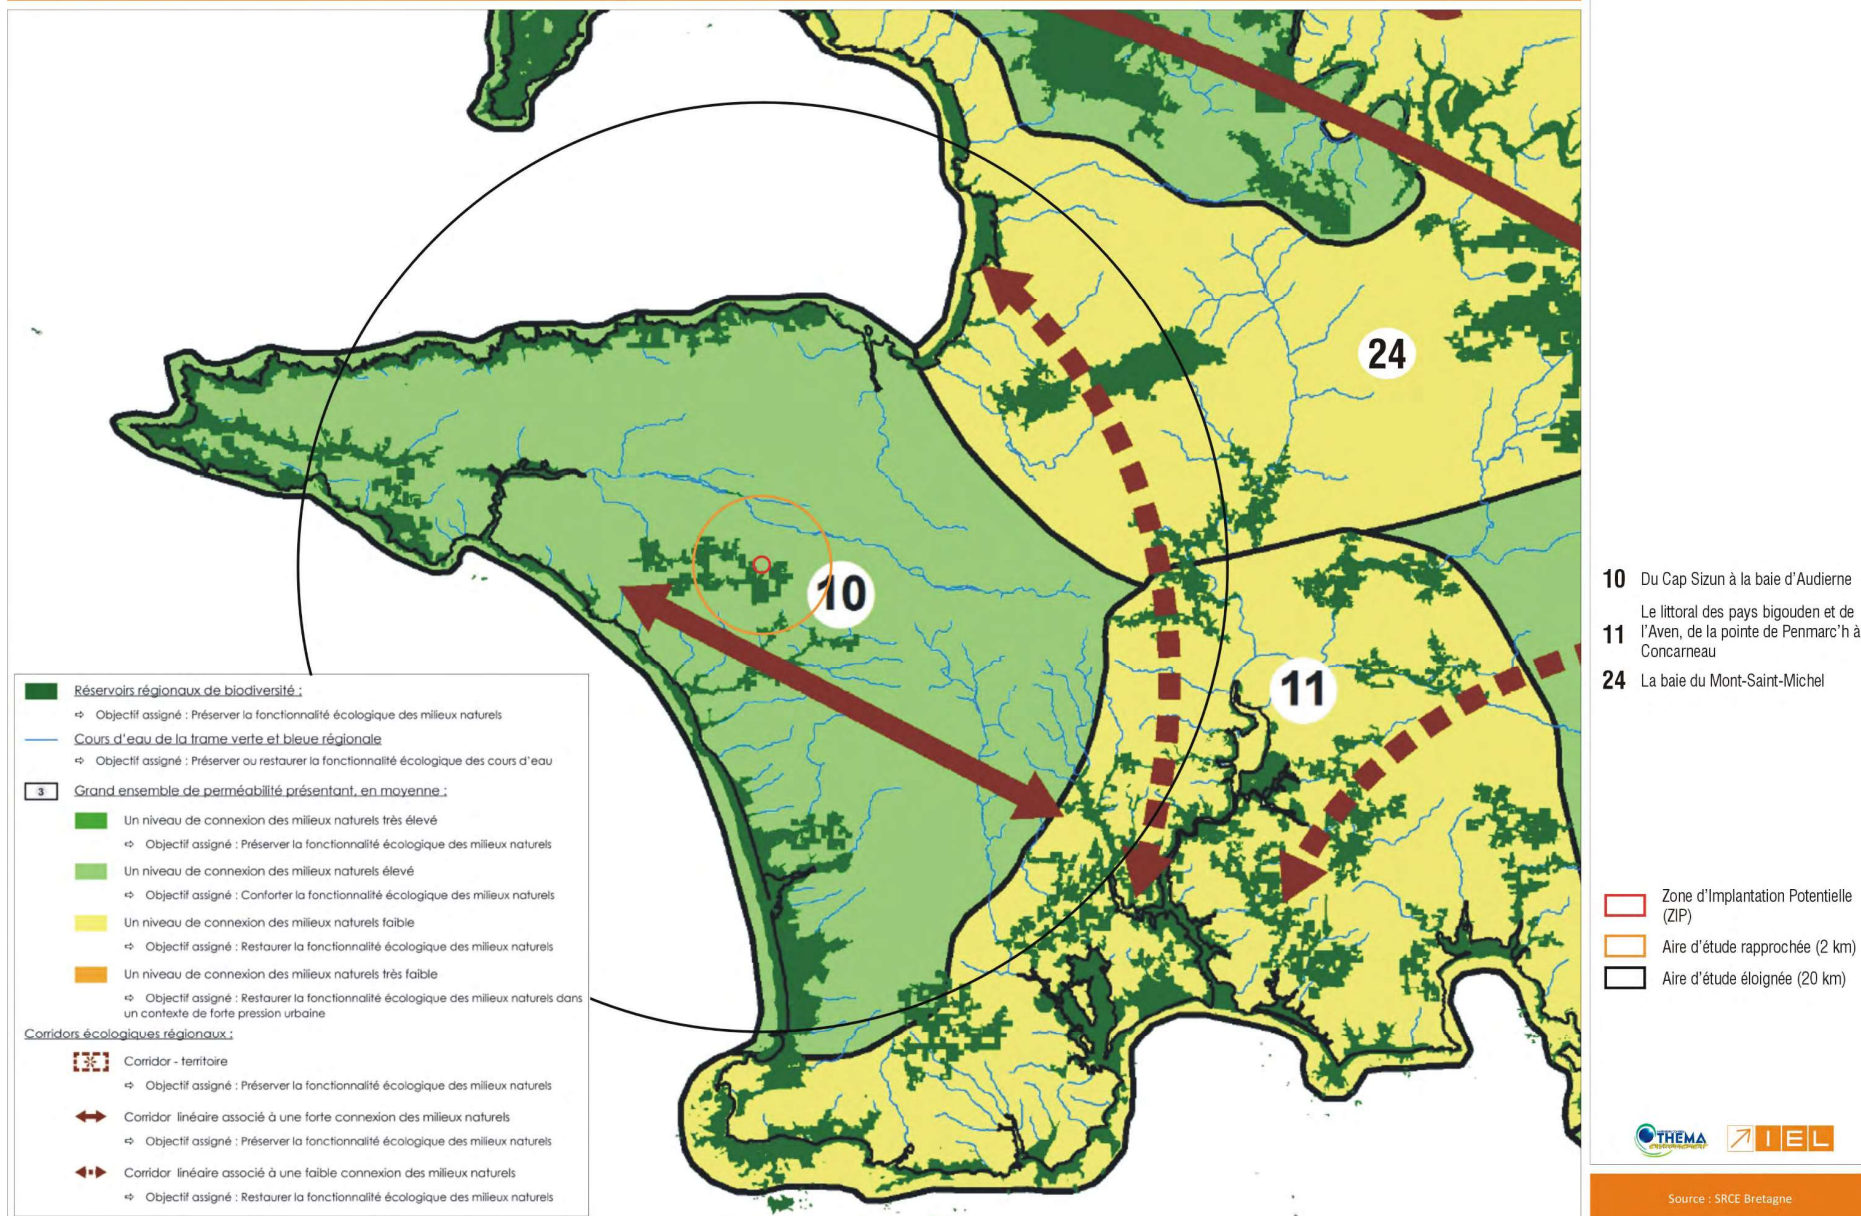 24
10
11
Réservoirs régionaux de biodiversité :
⇨ Objectif assigné : Préserver la fonctionnalité écologique des milieux naturels
Cours d'eau de la trame verte et bleue régionale
⇨ Objectif assigné : Préserver ou restaurer la fonctionnalité écologique des cours d'eau
3 Grand ensemble de perméabilité présentant, en moyenne :
Un niveau de connexion des milieux naturels très élevé
⇨ Objectif assigné : Préserver la fonctionnalité écologique des milieux naturels
Un niveau de connexion des milieux naturels élevé
⇨ Objectif assigné : Conforter la fonctionnalité écologique des milieux naturels
Un niveau de connexion des milieux naturels faible
⇨ Objectif assigné : Restaurer la fonctionnalité écologique des milieux naturels
Un niveau de connexion des milieux naturels très faible
⇨ Objectif assigné : Restaurer la fonctionnalité écologique des milieux naturels dans
un contexte de forte pression urbaine
Corridors écologiques régionaux :
Corridor - territoire
⇨ Objectif assigné : Préserver la fonctionnalité écologique des milieux naturels
Corridor linéaire associé à une forte connexion des milieux naturels
⇨ Objectif assigné : Préserver la fonctionnalité écologique des milieux naturels
Corridor linéaire associé à une faible connexion des milieux naturels
⇨ Objectif assigné : Restaurer la fonctionnalité écologique des milieux naturels
10 Du Cap Sizun à la baie d'Audierne
11 Le littoral des pays bigouden et de
l'Aven, de la pointe de Penmarc'h à
Concarneau
24 La baie du Mont-Saint-Michel
Zone d'Implantation Potentielle
(ZIP)
Aire d'étude rapprochée (2 km)
Aire d'étude éloignée (20 km)
THEMA
environnement
IEL
Source : SRCE Bretagne